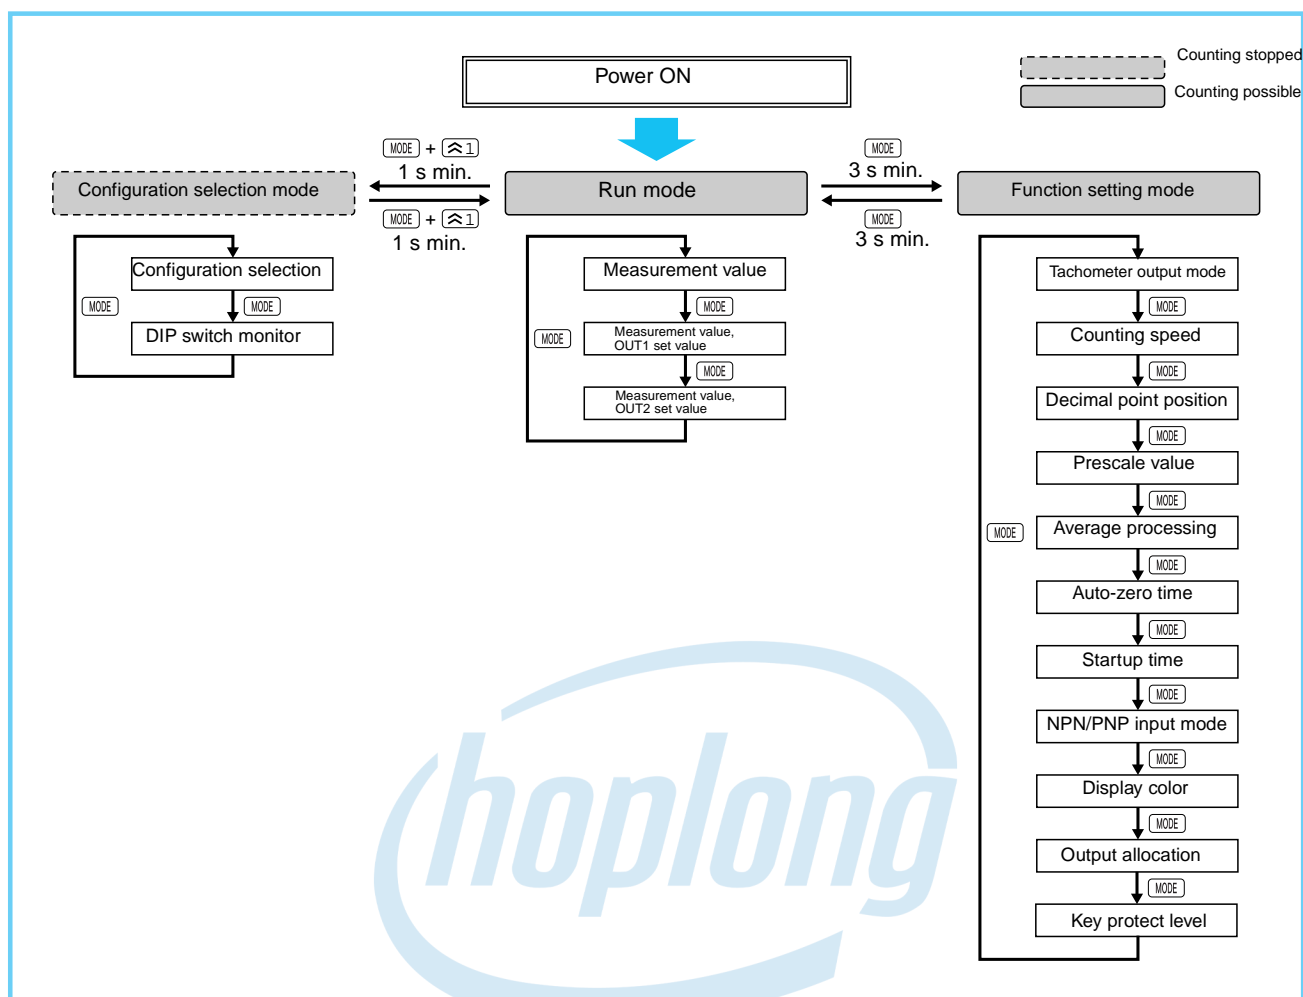 Power ON
Counting stopped
Counting possible
MODE + 1
1 s min.
MODE
3 s min.
Configuration selection mode
Run mode
Function setting mode
MODE + 1
1 s min.
MODE
3 s min.
Configuration selection
MODE
MODE
DIP switch monitor
Measurement value
MODE
MODE
Measurement value,
OUT1 set value
MODE
Measurement value,
OUT2 set value
Tachometer output mode
MODE
Counting speed
MODE
Decimal point position
MODE
Prescale value
MODE
MODE
Average processing
MODE
Auto-zero time
MODE
Startup time
MODE
NPN/PNP input mode
MODE
Display color
MODE
Output allocation
MODE
Key protect level
hoplong